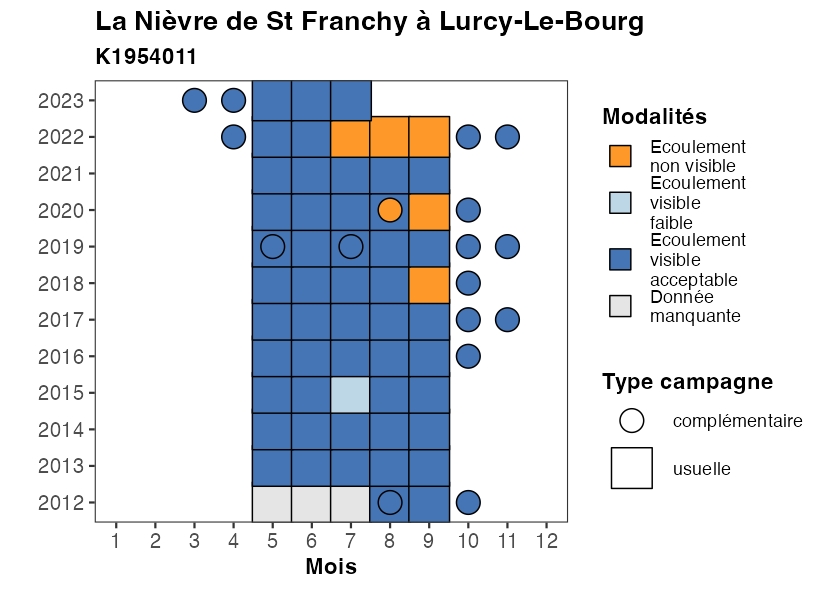 La Nièvre de St Franchy à Lurcy-Le-Bourg
K1954011
2023
2022
2021
2020
2019
2018
2017
2016
2015
2014
2013
2012
1 2 3 4 5 6 7 8 9 10 11 12
Mois
Modalités
Ecoulement
non visible
Ecoulement
visible
faible
Ecoulement
visible
acceptable
Donnée
manquante
Type campagne
complémentaire
usuelle